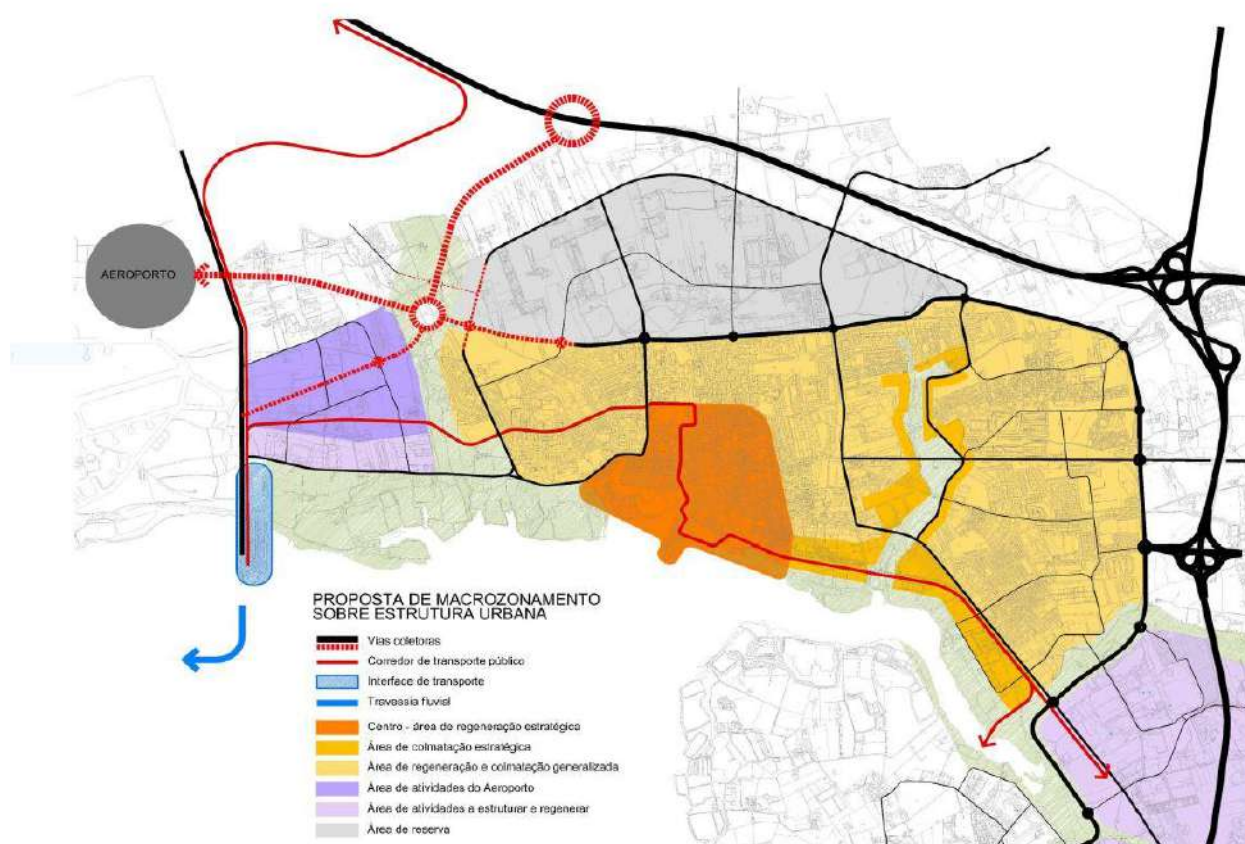 AEROPORTO
PROPOSTA DE MACROZONAMENTO
SOBRE ESTRUTURA URBANA
Vias coletoras
Corredor de transporte público
Interface de transporte
Travessia fluvial
Centro - área de regeneração estratégica
Área de colmatação estratégica
Área de regeneração e colmatação generalizada
Área de atividades do Aeroporto
Área de atividades a estruturar e regenerar
Área de reserva